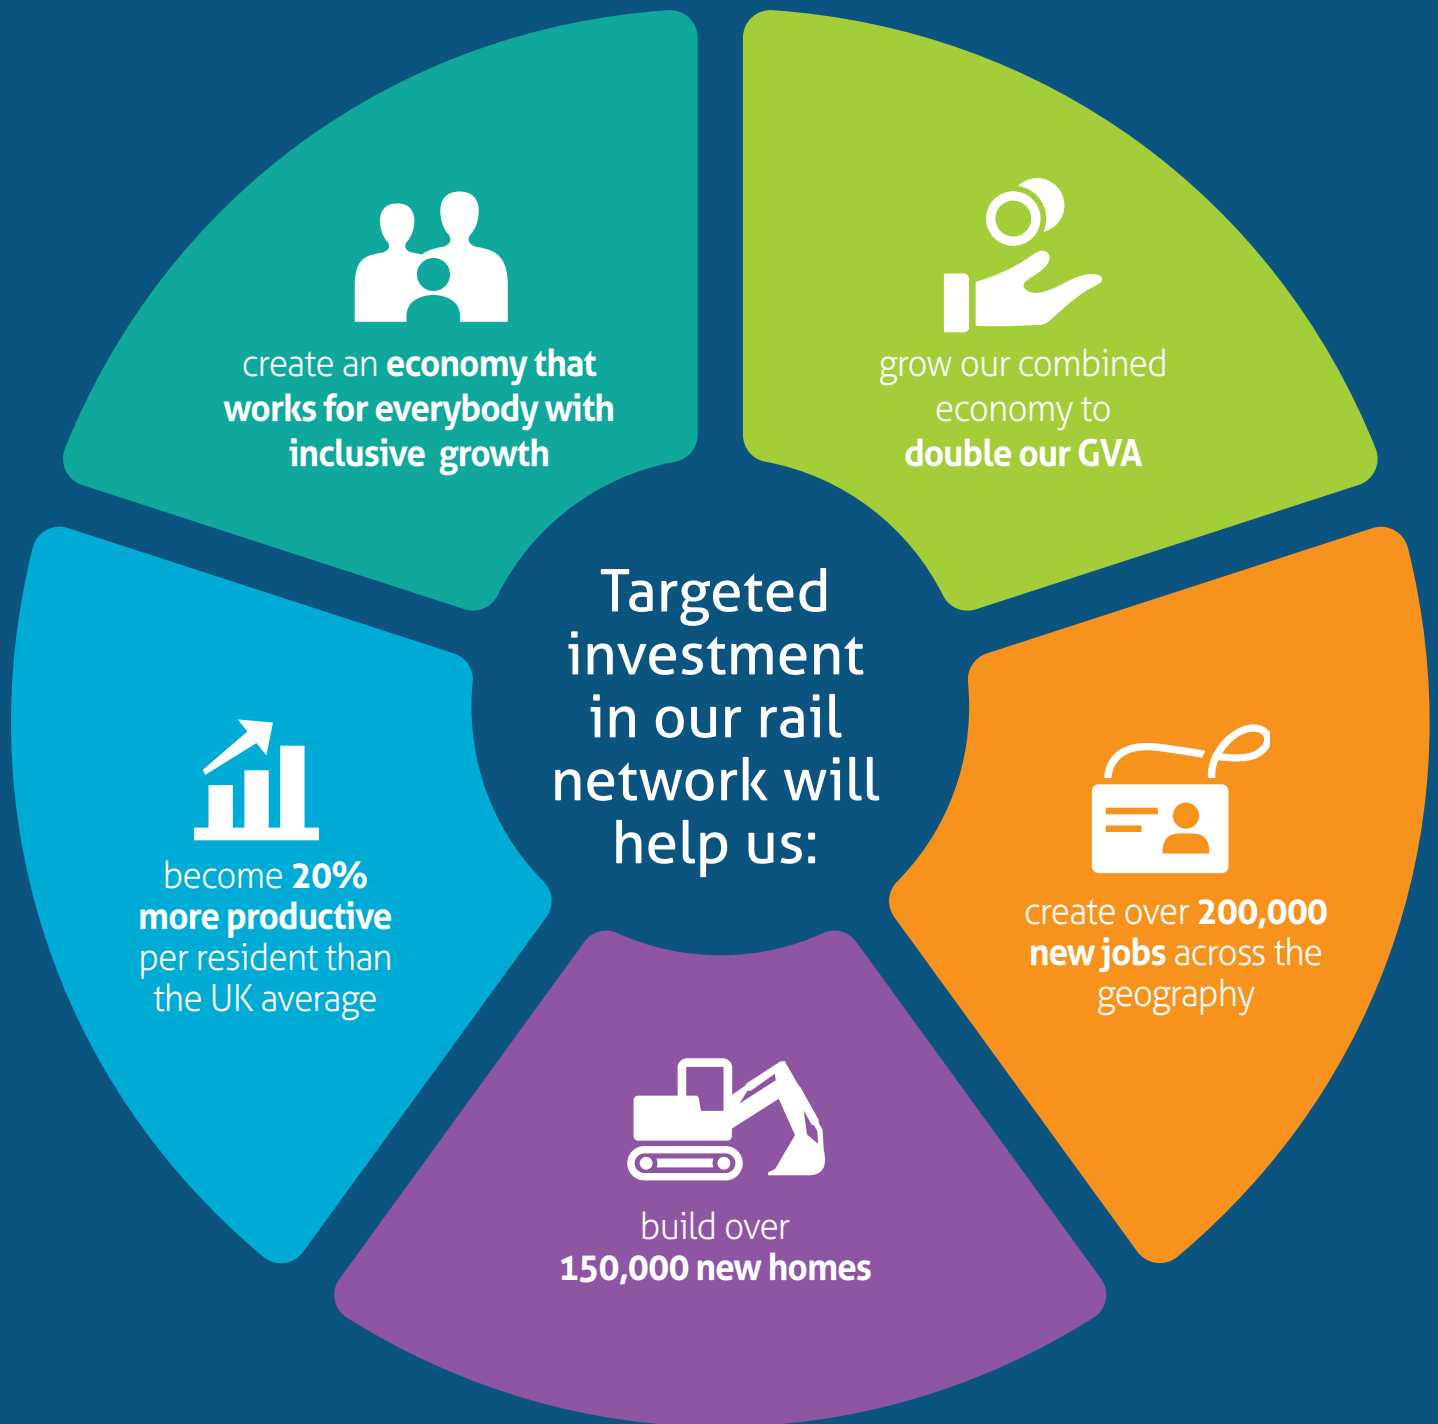 Targeted
investment
in our rail
network will
help us:
grow our combined
economy to
double our GVA
create over 200,000
new jobs across the
geography
build over
150,000 new homes
become 20%
more productive
per resident than
the UK average
create an economy that
works for everybody with
inclusive growth